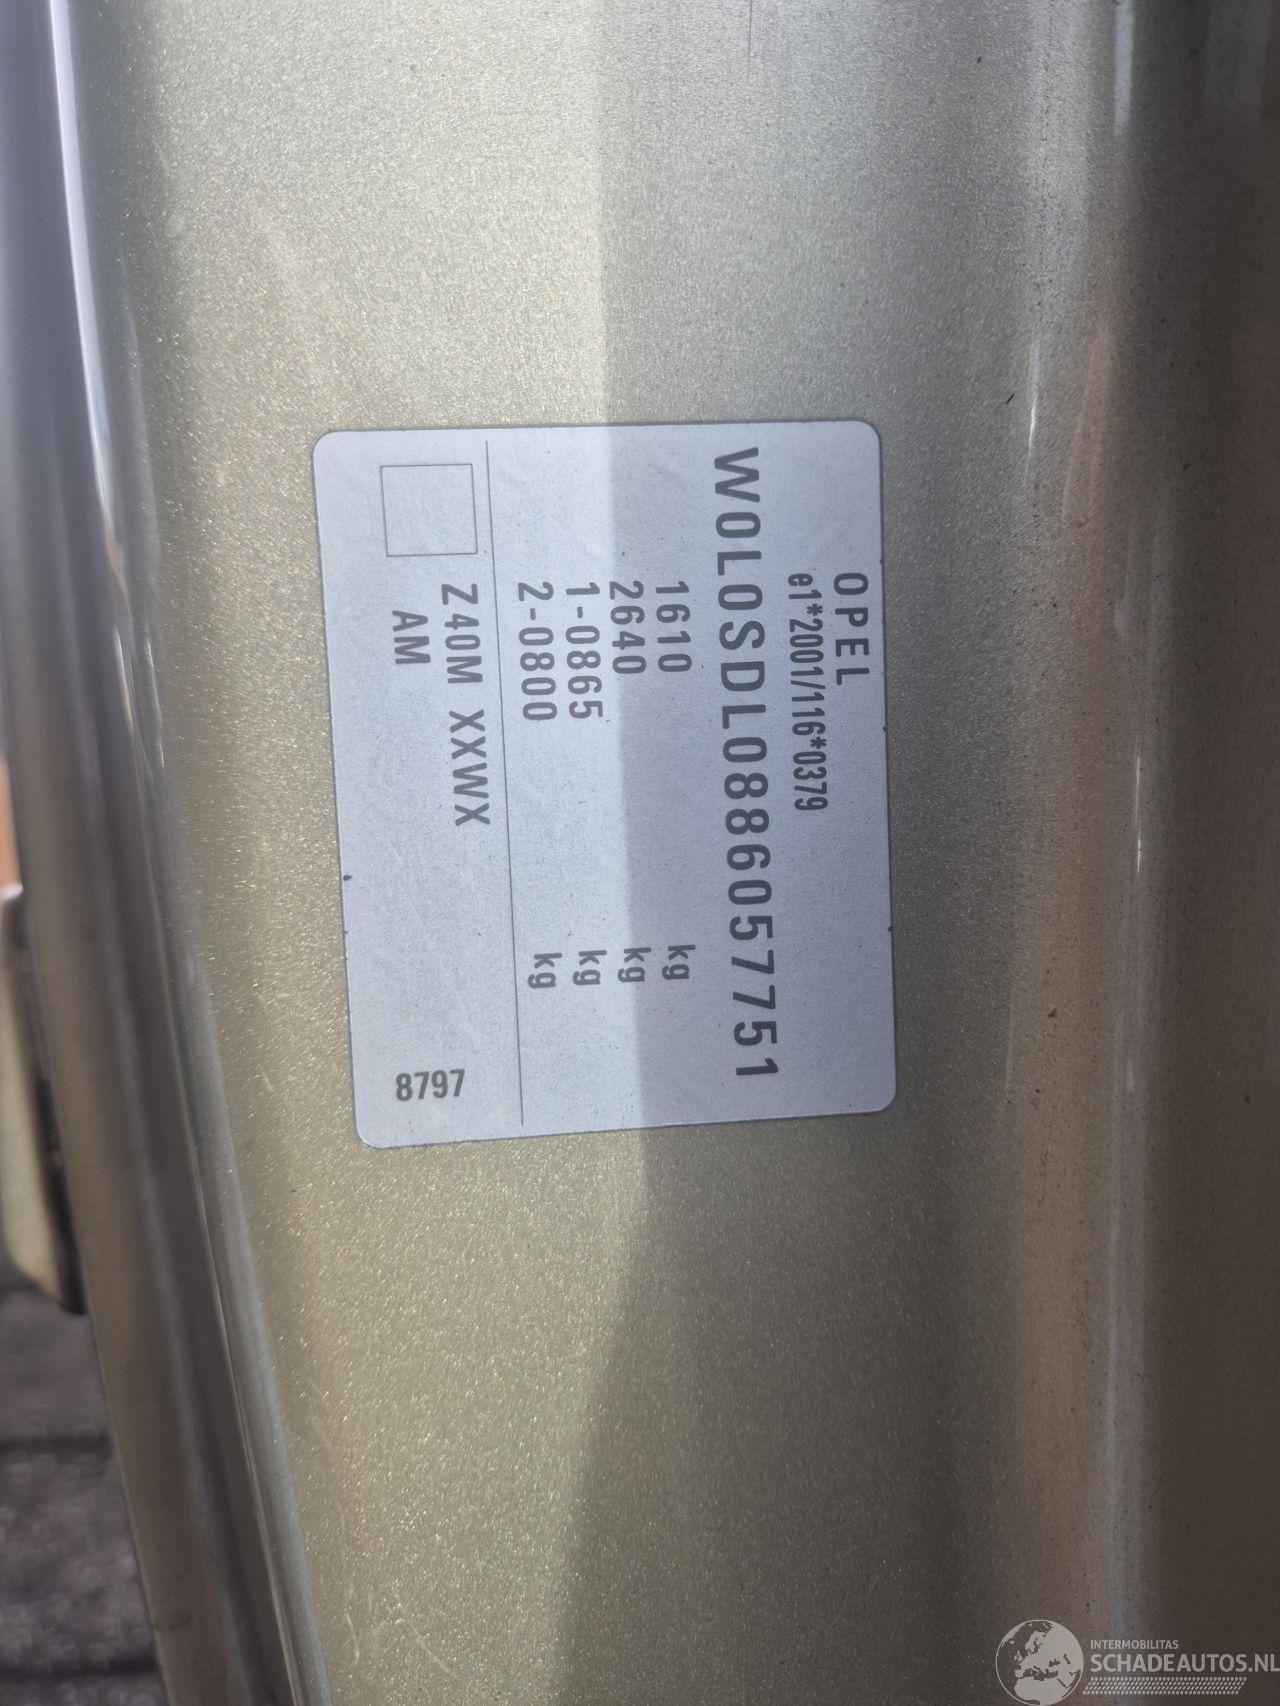 OPEL
e1*2001/116*0379
W0L0SDL0886057751
1610 kg
2640 kg
1-0865 kg
2-0800 kg
Z40M XXWX
AM 8797
INTERMOBILITAS
SCHADEAUTOS.NL